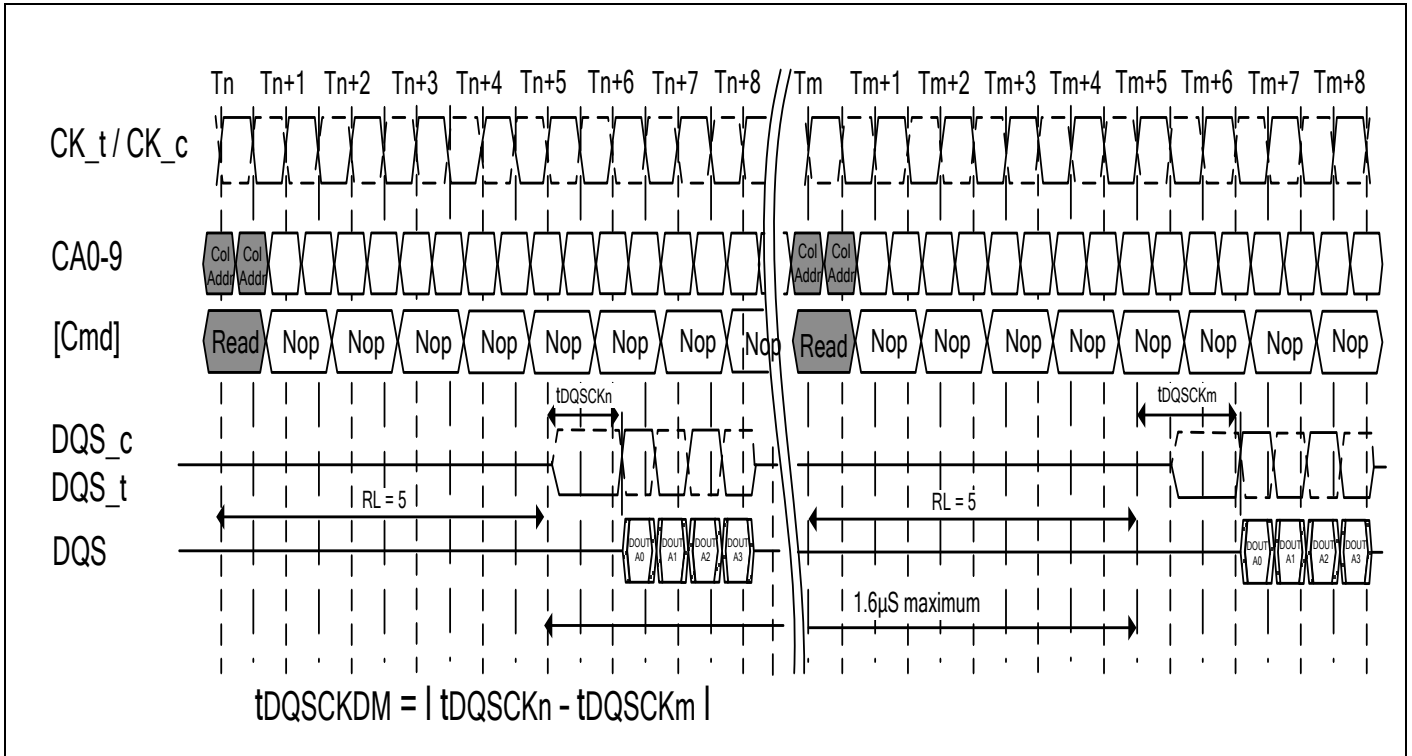 Tn Tn+1 Tn+2 Tn+3 Tn+4 Tn+5 Tn+6 Tn+7 Tn+8 Tm Tm+1 Tm+2 Tm+3 Tm+4 Tm+5 Tm+6 Tm+7 Tm+8
CK_t / CK_c
CA0-9
Col Addr Col Addr Col Addr Col Addr
[Cmd]
Read Nop Nop Nop Nop Nop Nop Nop Nop Read Nop Nop Nop Nop Nop Nop Nop Nop
tDQSCKn tDQSCKm
DQS_c
DQS_t
RL = 5 RL = 5
DQS
DOUT A0 DOUT A1 DOUT A2 DOUT A3 DOUT A0 DOUT A1 DOUT A2 DOUT A3
1.6µS maximum
tDQSCKDM = | tDQSCKn - tDQSCKm |